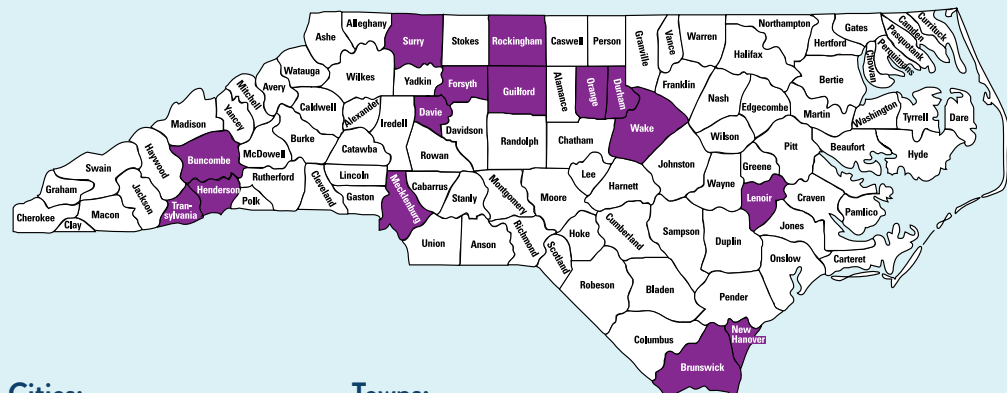 Alleghany
Northampton
Gates
Camden
Currituck
Ashe
Surry
Stokes
Rockingham
Caswell
Person
Granville
Vance
Warren
Hertford
Pasquotank
Perquimans
Halifax
Chowan
Watauga
Wilkes
Yadkin
Forsyth
Guilford
Alamance
Orange
Durham
Franklin
Bertie
Mitchell
Avery
Nash
Yancey
Caldwell
Alexander
Davie
Edgecombe
Martin
Washington
Tyrrell
Dare
Madison
Iredell
Davidson
Wake
Burke
Randolph
Chatham
Wilson
Buncombe
McDowell
Catawba
Rowan
Pitt
Beaufort
Hyde
Haywood
Swain
Johnston
Greene
Rutherford
Lincoln
Lee
Cleveland
Mecklenburg
Cabarrus
Montgomery
Harnett
Wayne
Graham
Jackson
Henderson
Gaston
Stanly
Moore
Lenoir
Craven
Polk
Pamlico
Tran-
sylvania
Macon
Cherokee
Clay
Jones
Hoke
Cumberland
Sampson
Duplin
Union
Anson
Richmond
Scotland
Onslow
Carteret
Robeson
Bladen
Pender
New
Hanover
Columbus
Brunswick
Cities:
Towns: